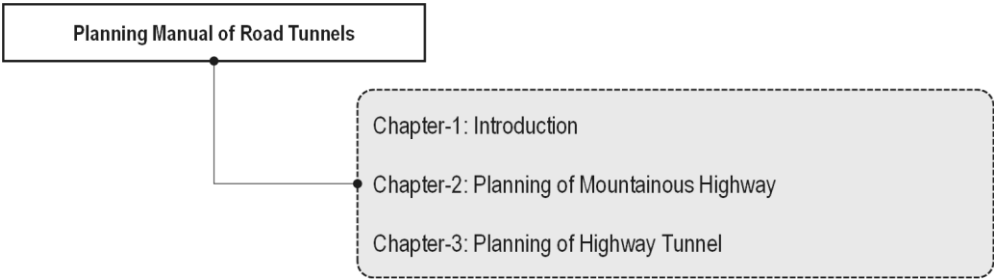 Planning Manual of Road Tunnels
Chapter-1: Introduction
Chapter-2: Planning of Mountainous Highway
Chapter-3: Planning of Highway Tunnel